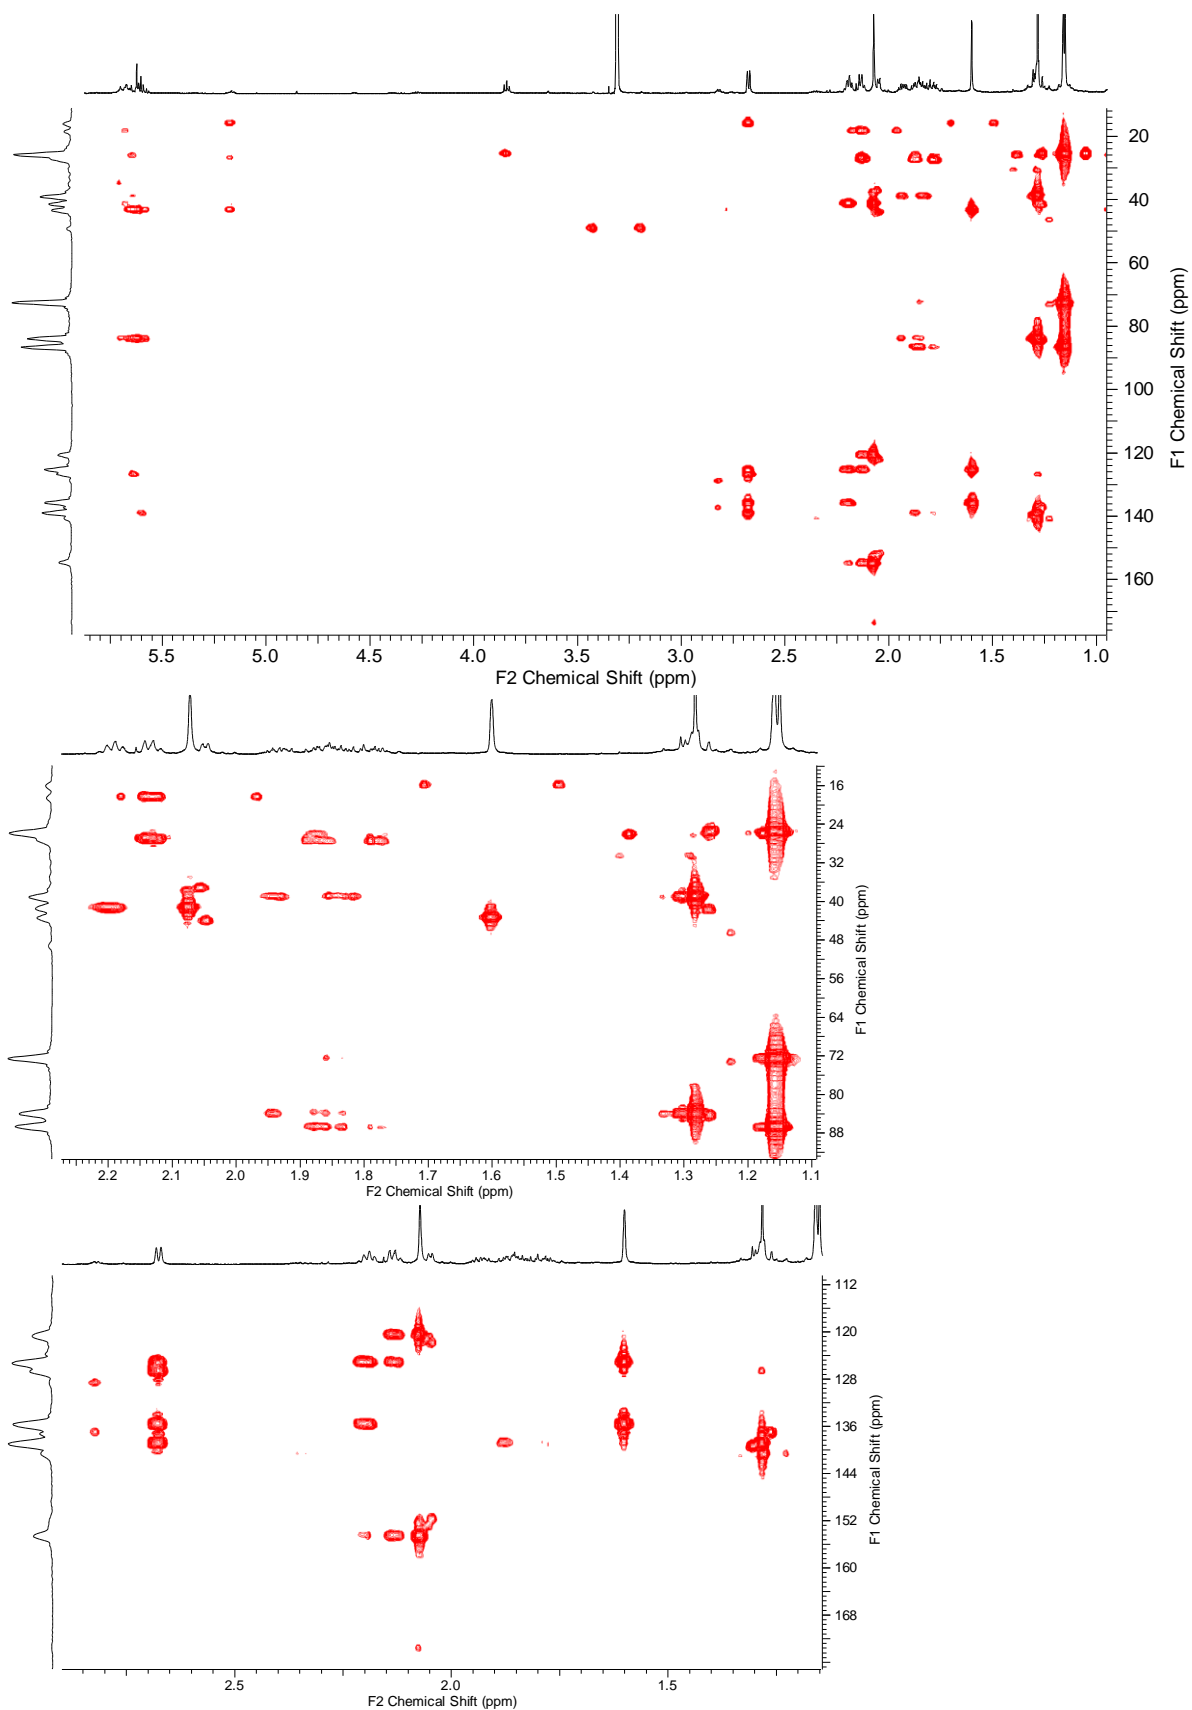 20
40
60
80
100
120
140
160
F1 Chemical Shift (ppm)
5.5 5.0 4.5 4.0 3.5 3.0 2.5 2.0 1.5 1.0
F2 Chemical Shift (ppm)
16
24
32
40
48
56
64
72
80
88
F1 Chemical Shift (ppm)
2.2 2.1 2.0 1.9 1.8 1.7 1.6 1.5 1.4 1.3 1.2 1.1
F2 Chemical Shift (ppm)
112
120
128
136
144
152
160
168
F1 Chemical Shift (ppm)
2.5 2.0 1.5
F2 Chemical Shift (ppm)